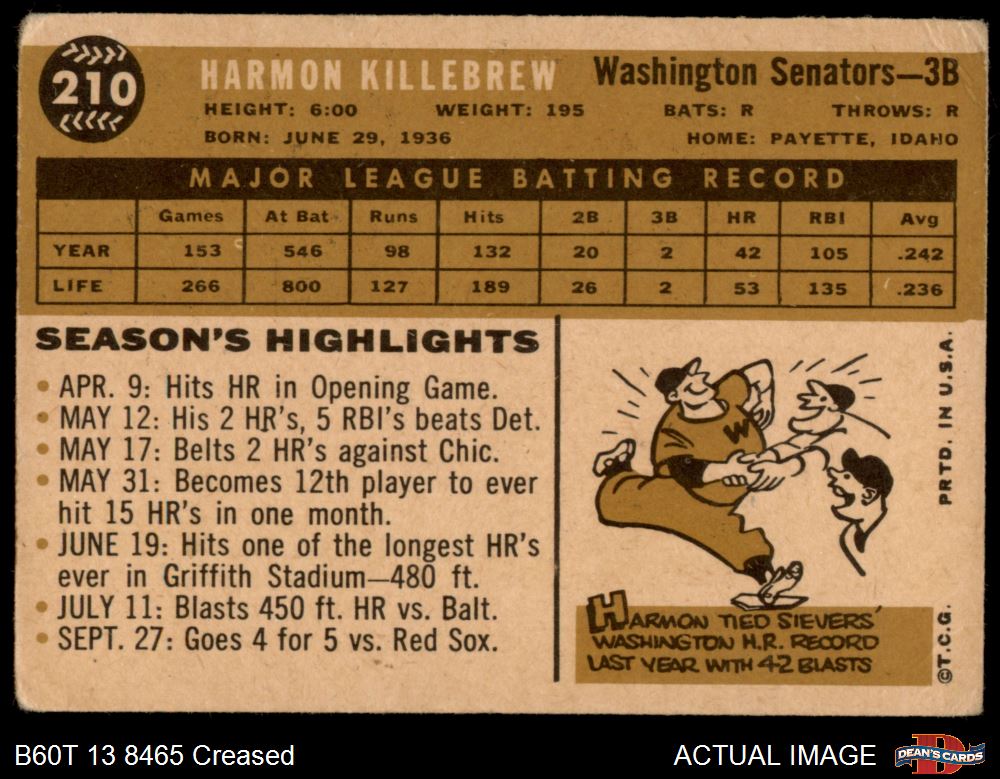 210
HARMON KILLEBREW Washington Senators—3B
HEIGHT: 6:00 WEIGHT: 195 BATS: R THROWS: R
BORN: JUNE 29, 1936 HOME: PAYETTE, IDAHO
MAJOR LEAGUE BATTING RECORD
Games At Bat Runs Hits 2B 3B HR RBI Avg
YEAR 153 546 98 132 20 2 42 105 .242
LIFE 266 800 127 189 26 2 53 135 .236
SEASON'S HIGHLIGHTS
• APR. 9: Hits HR in Opening Game.
• MAY 12: His 2 HR's, 5 RBI's beats Det.
• MAY 17: Belts 2 HR's against Chic.
• MAY 31: Becomes 12th player to ever
hit 15 HR's in one month.
• JUNE 19: Hits one of the longest HR's
ever in Griffith Stadium—480 ft.
• JULY 11: Blasts 450 ft. HR vs. Balt.
• SEPT. 27: Goes 4 for 5 vs. Red Sox.
W
HARMON TIED SIEVERS'
WASHINGTON H.R. RECORD
LAST YEAR WITH 42 BLASTS
©T.C.G. PRTD. IN U.S.A.
B60T 13 8465 Creased ACTUAL IMAGE
DEAN'S CARDS